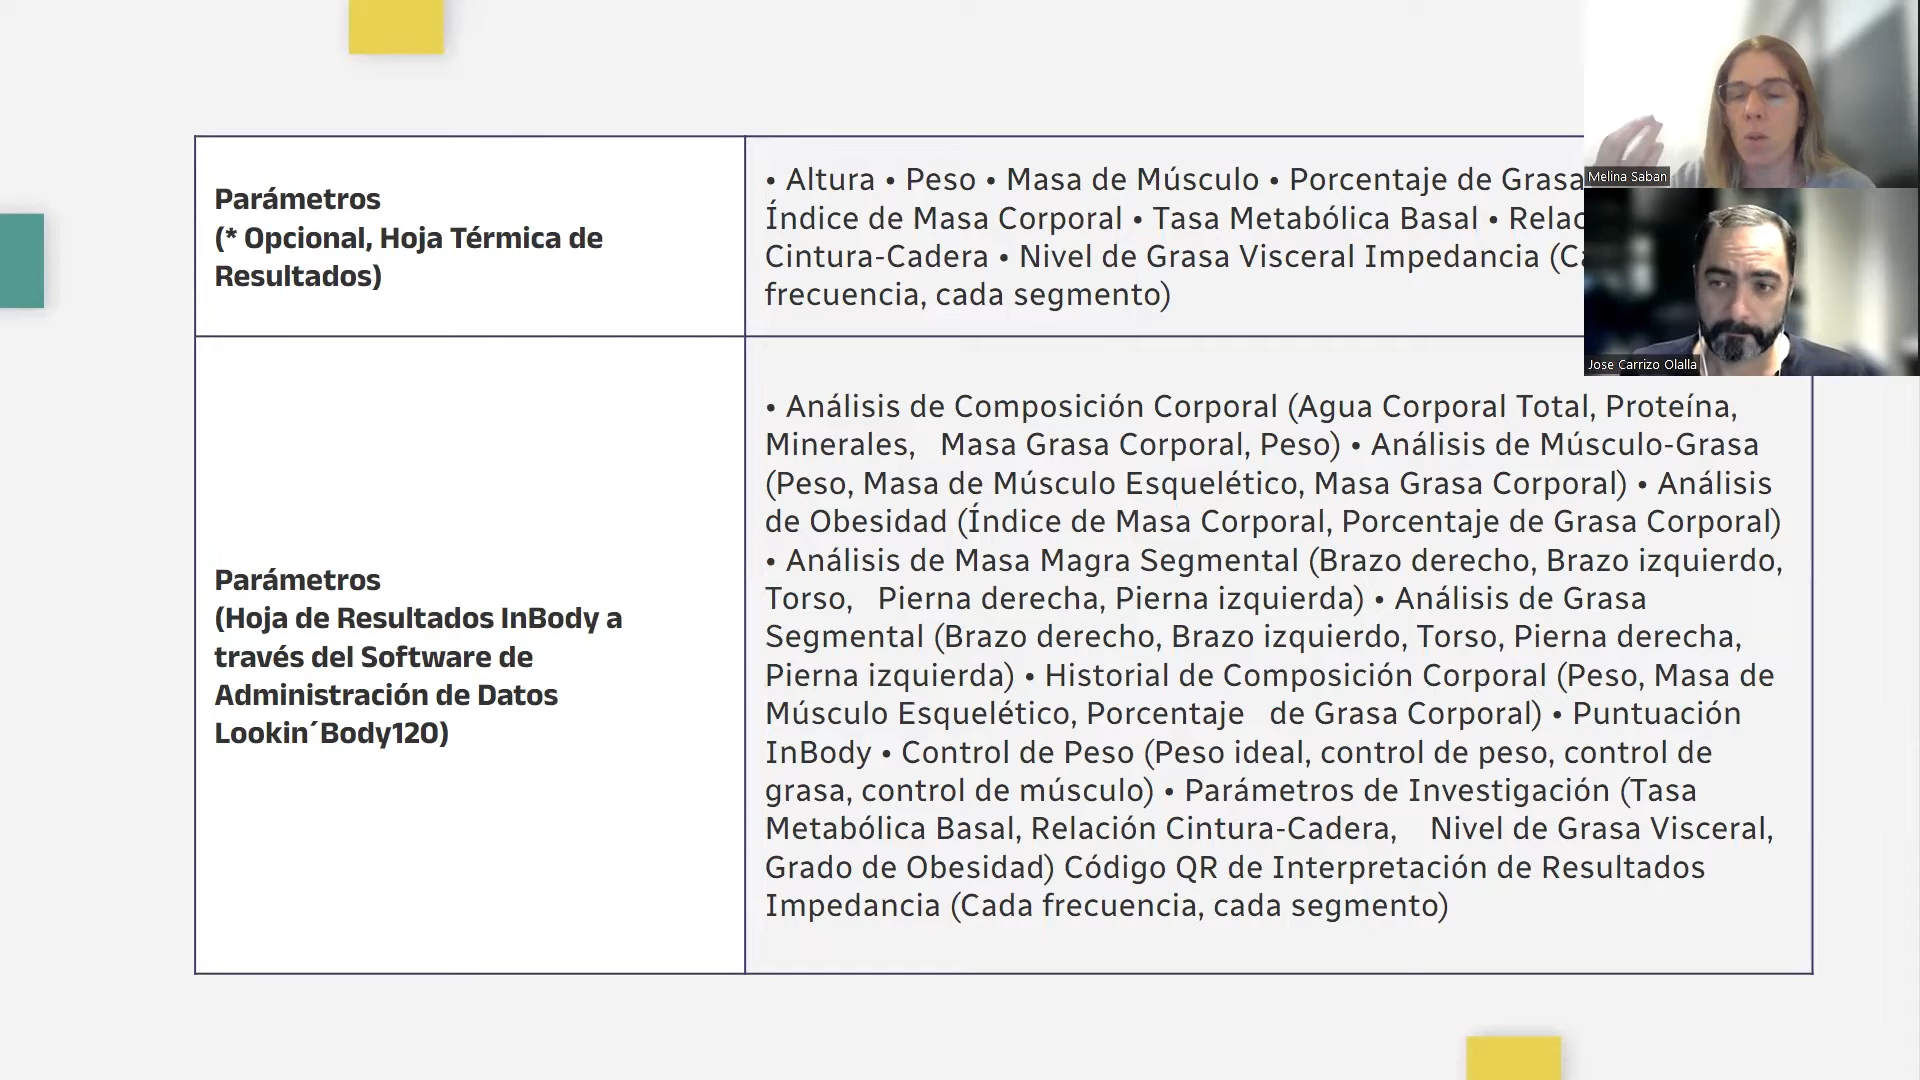 Parámetros
(* Opcional, Hoja Térmica de
Resultados)
• Altura • Peso • Masa de Músculo • Porcentaje de Grasa
Índice de Masa Corporal • Tasa Metabólica Basal •
Cintura-Cadera • Nivel de Grasa Visceral Impedancia
frecuencia, cada segmento)
Parámetros
(Hoja de Resultados InBody a
través del Software de
Administración de Datos
Lookin´Body120)
• Análisis de Composición Corporal (Agua Corporal Total, Proteína,
Minerales, Masa Grasa Corporal, Peso) • Análisis de Músculo-Grasa
(Peso, Masa de Músculo Esquelético, Masa Grasa Corporal) • Análisis
de Obesidad (Índice de Masa Corporal, Porcentaje de Grasa Corporal)
• Análisis de Masa Magra Segmental (Brazo derecho, Brazo izquierdo,
Torso, Pierna derecha, Pierna izquierda) • Análisis de Grasa
Segmental (Brazo derecho, Brazo izquierdo, Torso, Pierna derecha,
Pierna izquierda) • Historial de Composición Corporal (Peso, Masa de
Músculo Esquelético, Porcentaje de Grasa Corporal) • Puntuación
InBody • Control de Peso (Peso ideal, control de peso, control de
grasa, control de músculo) • Parámetros de Investigación (Tasa
Metabólica Basal, Relación Cintura-Cadera, Nivel de Grasa Visceral,
Grado de Obesidad) Código QR de Interpretación de Resultados
Impedancia (Cada frecuencia, cada segmento)
Melina Saban
Jose Carrizo Olalla